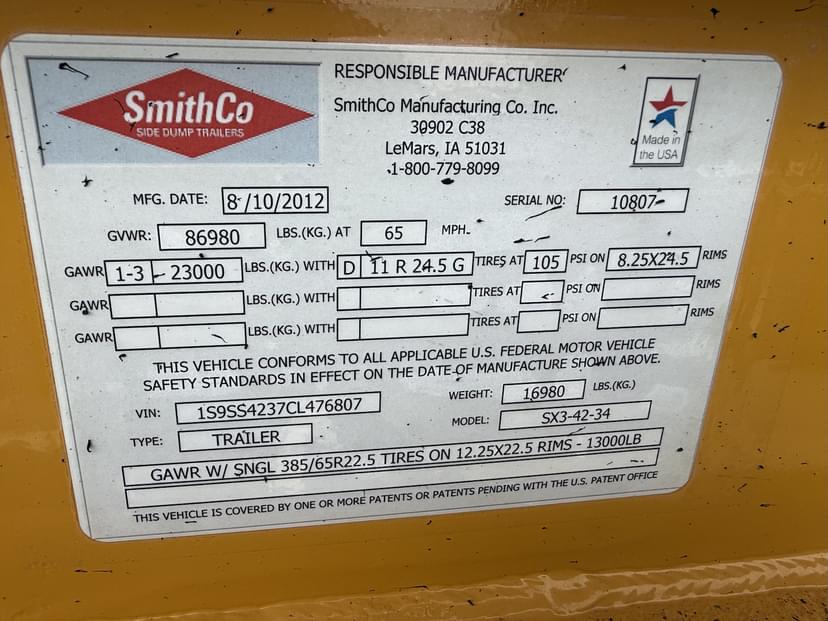 SmithCo
SIDE DUMP TRAILERS
RESPONSIBLE MANUFACTURER
SmithCo Manufacturing Co. Inc.
30902 C38
LeMars, IA 51031
1-800-779-8099
Made in
the USA
MFG. DATE: 8/10/2012 SERIAL NO: 10807
GVWR: 86980 LBS.(KG.) AT 65 MPH.
GAWR 1-3 23000 LBS.(KG.) WITH D 11 R 24.5 G TIRES AT 105 PSI ON 8.25X24.5 RIMS
GAWR LBS.(KG.) WITH TIRES AT PSI ON RIMS
GAWR LBS.(KG.) WITH TIRES AT PSI ON RIMS
THIS VEHICLE CONFORMS TO ALL APPLICABLE U.S. FEDERAL MOTOR VEHICLE
SAFETY STANDARDS IN EFFECT ON THE DATE OF MANUFACTURE SHOWN ABOVE.
VIN: 1S9SS4237CL476807 WEIGHT: 16980 LBS.(KG.)
TYPE: TRAILER MODEL: SX3-42-34
GAWR W/ SNGL 385/65R22.5 TIRES ON 12.25X22.5 RIMS - 13000LB
THIS VEHICLE IS COVERED BY ONE OR MORE PATENTS OR PATENTS PENDING WITH THE U.S. PATENT OFFICE